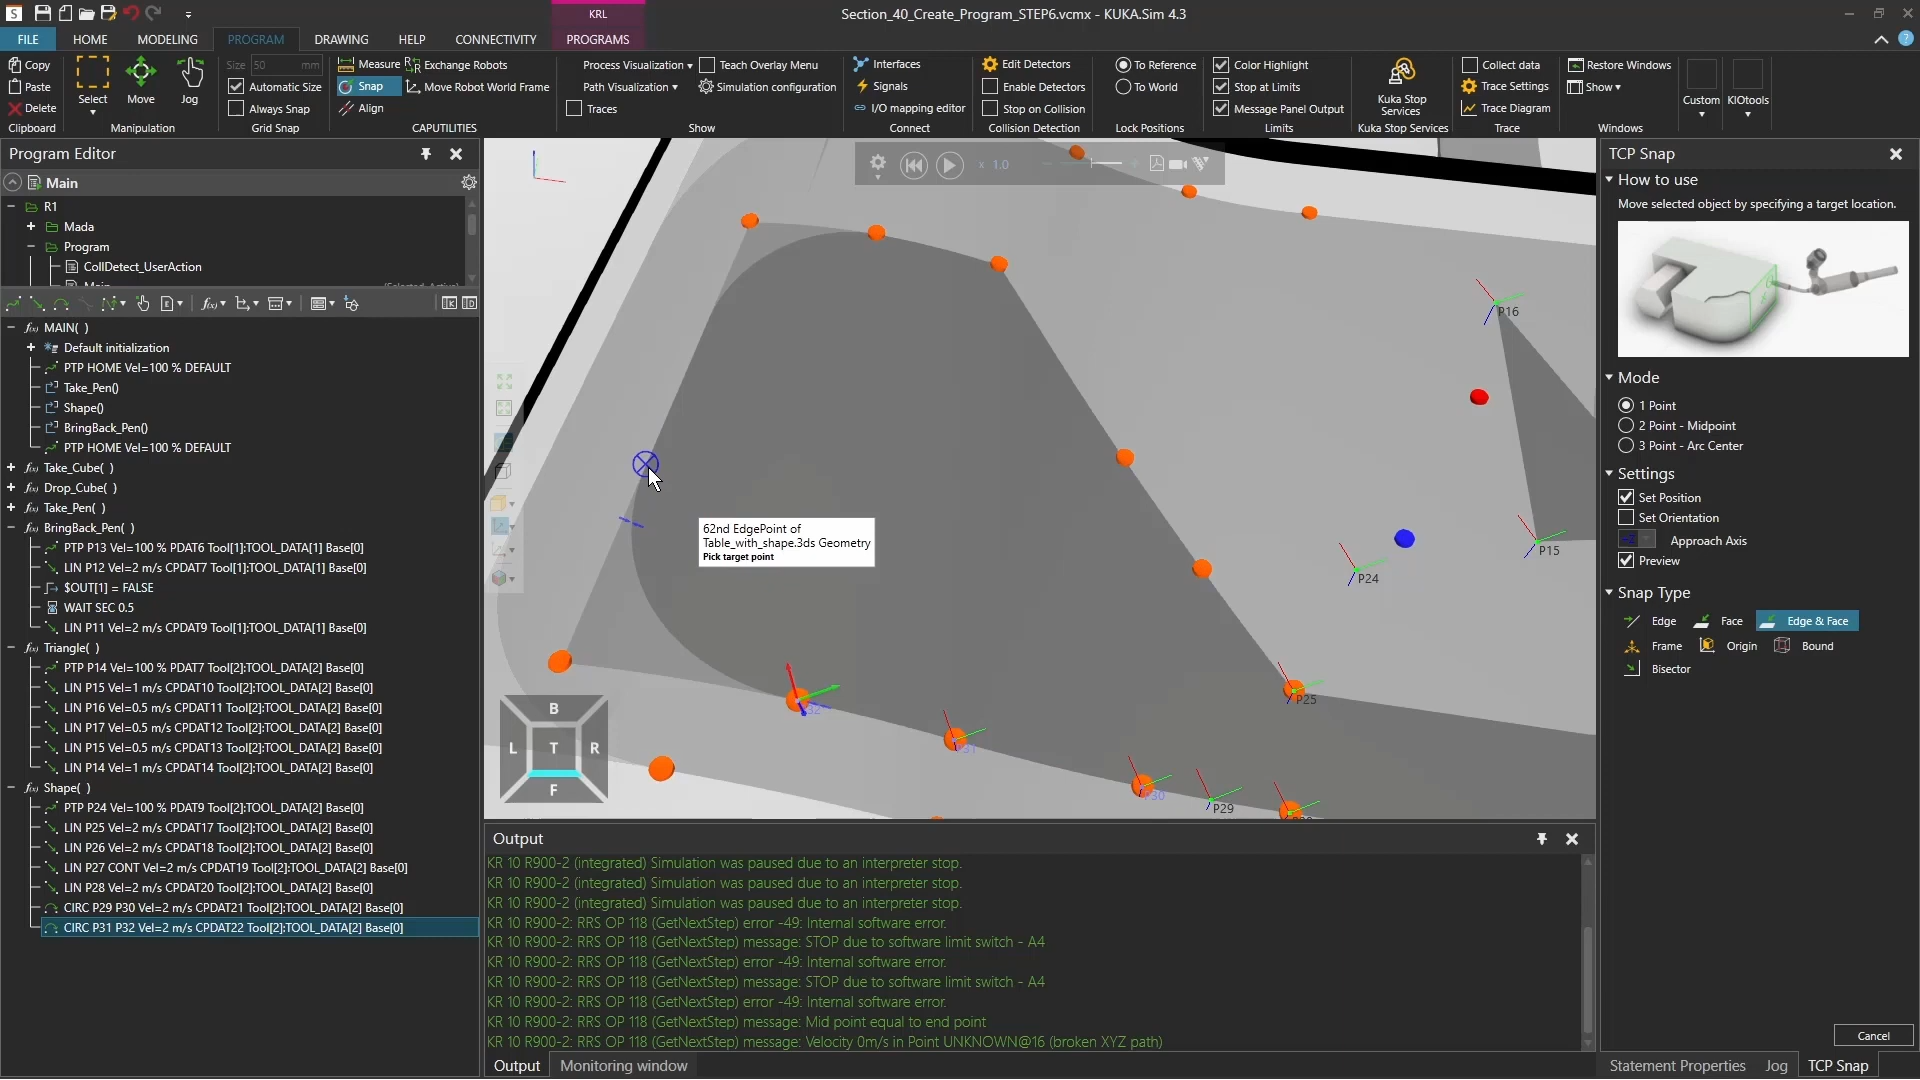 Section_40_Create_Program_STEP6.vcmx - KUKA.Sim 4.3
KRL
FILE HOME MODELING PROGRAM DRAWING HELP CONNECTIVITY PROGRAMS
Copy
Paste
Delete
Clipboard
Select
Move
Jog
Manipulation
Size 50 mm
Automatic Size
Always Snap
Grid Snap
Measure
Snap
Align
Exchange Robots
Move Robot World Frame
CAPUTILITIES
Process Visualization
Path Visualization
Traces
Teach Overlay Menu
Simulation configuration
Show
Interfaces
Signals
I/O mapping editor
Connect
Edit Detectors
Enable Detectors
Stop on Collision
Collision Detection
To Reference
To World
Lock Positions
Color Highlight
Stop at Limits
Message Panel Output
Limits
Kuka Stop
Services
Kuka Stop Services
Collect data
Trace Settings
Trace Diagram
Trace
Restore Windows
Show
Windows
Custom
KIOtools
Program Editor
Main
R1
Mada
Program
CollDetect_UserAction
MAIN( )
Default initialization
PTP HOME Vel=100 % DEFAULT
Take_Pen()
Shape()
BringBack_Pen()
PTP HOME Vel=100 % DEFAULT
Take_Cube( )
Drop_Cube( )
Take_Pen( )
BringBack_Pen( )
PTP P13 Vel=100 % PDAT6 Tool[1]:TOOL_DATA[1] Base[0]
LIN P12 Vel=2 m/s CPDAT7 Tool[1]:TOOL_DATA[1] Base[0]
$OUT[1] = FALSE
WAIT SEC 0.5
LIN P11 Vel=2 m/s CPDAT9 Tool[1]:TOOL_DATA[1] Base[0]
Triangle( )
PTP P14 Vel=100 % PDAT7 Tool[2]:TOOL_DATA[2] Base[0]
LIN P15 Vel=1 m/s CPDAT10 Tool[2]:TOOL_DATA[2] Base[0]
LIN P16 Vel=0.5 m/s CPDAT11 Tool[2]:TOOL_DATA[2] Base[0]
LIN P17 Vel=0.5 m/s CPDAT12 Tool[2]:TOOL_DATA[2] Base[0]
LIN P15 Vel=0.5 m/s CPDAT13 Tool[2]:TOOL_DATA[2] Base[0]
LIN P14 Vel=1 m/s CPDAT14 Tool[2]:TOOL_DATA[2] Base[0]
Shape( )
PTP P24 Vel=100 % PDAT9 Tool[2]:TOOL_DATA[2] Base[0]
LIN P25 Vel=2 m/s CPDAT17 Tool[2]:TOOL_DATA[2] Base[0]
LIN P26 Vel=2 m/s CPDAT18 Tool[2]:TOOL_DATA[2] Base[0]
LIN P27 CONT Vel=2 m/s CPDAT19 Tool[2]:TOOL_DATA[2] Base[0]
LIN P28 Vel=2 m/s CPDAT20 Tool[2]:TOOL_DATA[2] Base[0]
CIRC P29 P30 Vel=2 m/s CPDAT21 Tool[2]:TOOL_DATA[2] Base[0]
CIRC P31 P32 Vel=2 m/s CPDAT22 Tool[2]:TOOL_DATA[2] Base[0]
x 1.0
P16
P15
P24
P25
P31
P30
P29
62nd EdgePoint of
Table_with_shape.3ds Geometry
Pick target point
B
L T R
F
Output
KR 10 R900-2 (integrated) Simulation was paused due to an interpreter stop.
KR 10 R900-2 (integrated) Simulation was paused due to an interpreter stop.
KR 10 R900-2 (integrated) Simulation was paused due to an interpreter stop.
KR 10 R900-2: RRS OP 118 (GetNextStep) error -49: Internal software error.
KR 10 R900-2: RRS OP 118 (GetNextStep) message: STOP due to software limit switch - A4
KR 10 R900-2: RRS OP 118 (GetNextStep) error -49: Internal software error.
KR 10 R900-2: RRS OP 118 (GetNextStep) message: STOP due to software limit switch - A4
KR 10 R900-2: RRS OP 118 (GetNextStep) error -49: Internal software error.
KR 10 R900-2: RRS OP 118 (GetNextStep) message: Mid point equal to end point
KR 10 R900-2: RRS OP 118 (GetNextStep) message: Velocity 0m/s in Point UNKNOWN@16 (broken XYZ path)
Output Monitoring window
TCP Snap
How to use
Move selected object by specifying a target location.
Mode
1 Point
2 Point - Midpoint
3 Point - Arc Center
Settings
Set Position
Set Orientation
Approach Axis
Preview
Snap Type
Edge Face Edge & Face
Frame Origin Bound
Bisector
Cancel
Statement Properties Jog TCP Snap